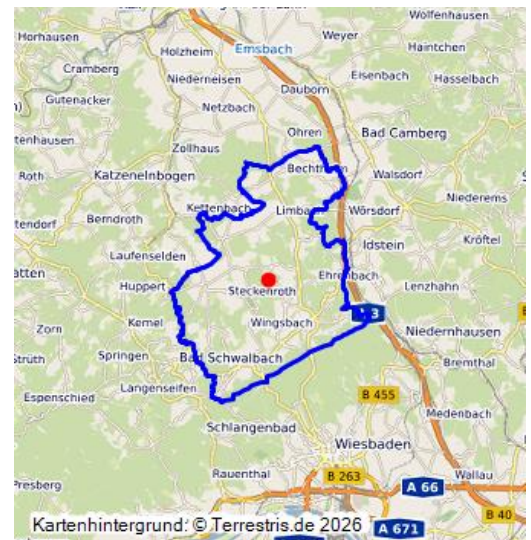 Wolfenhausen
Horhausen
Weyer
Holzheim
Emsbach
Haintchen
Cramberg
Niederneisen
Eisenbach
Hasselbach
Gutenacker
Dauborn
Netzbach
Ohren
Bad Camberg
Zollhaus
Katzenelnbogen
Bechtheim
Walsdorf
Roth
Niederems
Kettenbach
Limbach
Wörsdorf
Berndroth
Idstein
Kröftel
Laufenselden
Ehrenbach
Huppert
Steckenroth
Lenzhahn
Zorn
Kemel
Wingsbach
Niedernhausen
Springen
Bad Schwalbach
Bremthal
Langenseifen
B 455
Espenschied
Medenbach
Schlangenbad
Wiesbaden
Presberg
Rauenthal
B 263
A 66
Wallau
B 40
A 671
Kartenhintergrund: © Terrestris.de 2026